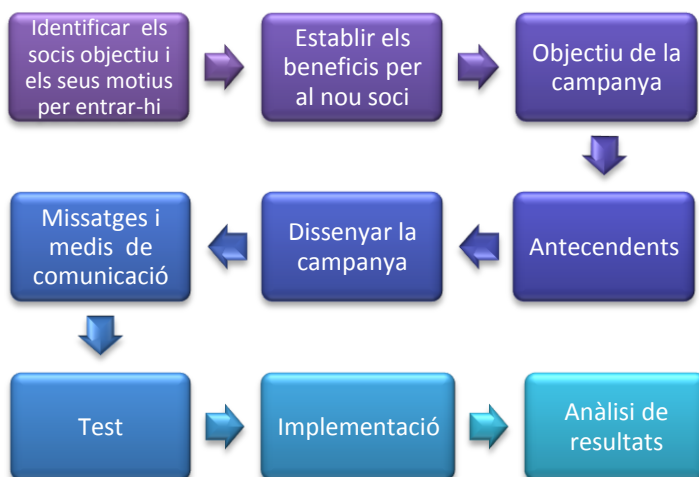 Identificar els
socis objectiu i
els seus motius
per entrar-hi
Establir els
beneficis per
al nou soci
Objectiu de la
campanya
Antecendents
Dissenyar la
campanya
Missatges i
medis de
comunicació
Test
Implementació
Anàlisi de
resultats